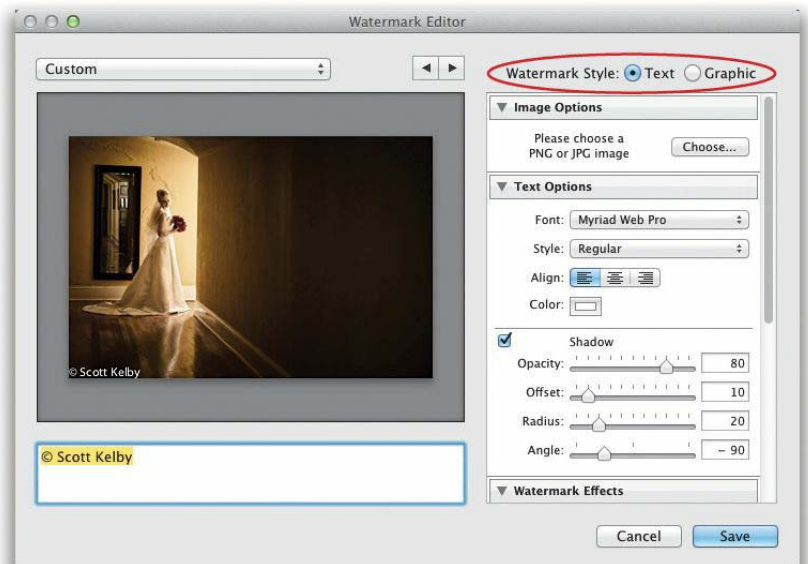 Watermark Editor
Custom
Watermark Style: Text Graphic
Image Options
Please choose a
PNG or JPG image
Choose...
Text Options
Font: Myriad Web Pro
Style: Regular
Align:
Color:
Shadow
Opacity: 80
Offset: 10
Radius: 20
Angle: – 90
Watermark Effects
© Scott Kelby
© Scott Kelby
Cancel Save